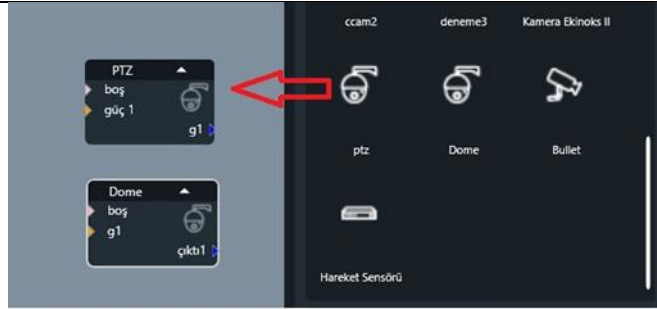 PTZ
boş
güç 1
g1
Dome
boş
g1
çıktı1
ccam2
deneme3
Kamera Ekinoks II
ptz
Dome
Bullet
Hareket Sensörü